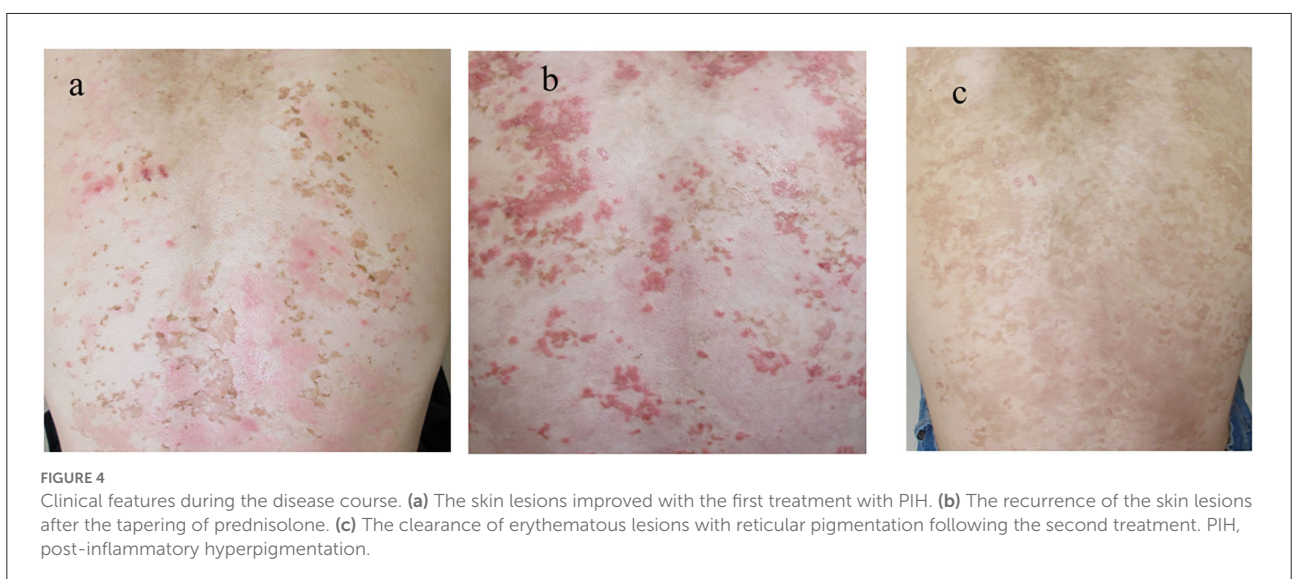 a
b
c
FIGURE 4
Clinical features during the disease course. (a) The skin lesions improved with the first treatment with PIH. (b) The recurrence of the skin lesions
after the tapering of prednisolone. (c) The clearance of erythematous lesions with reticular pigmentation following the second treatment. PIH,
post-inflammatory hyperpigmentation.